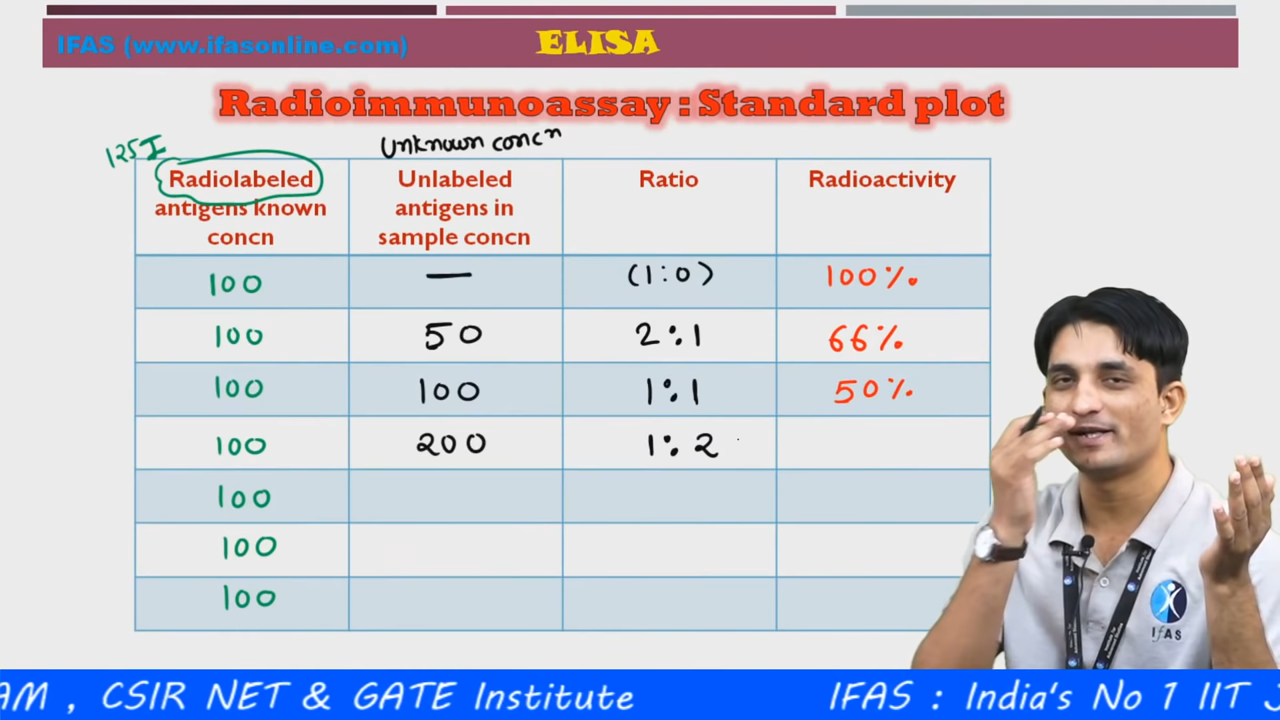 IFAS (www.ifasonline.com)
ELISA
Radioimmunoassay : Standard plot
125I
Unknown concn
Radiolabeled antigens known concn
Unlabeled antigens in sample concn
Ratio
Radioactivity
100 — (1:0) 100%.
100 50 2:1 66%.
100 100 1:1 50%.
100 200 1:2
100
100
100
IFAS
AM , CSIR NET & GATE Institute
IFAS : India's No 1 IIT J